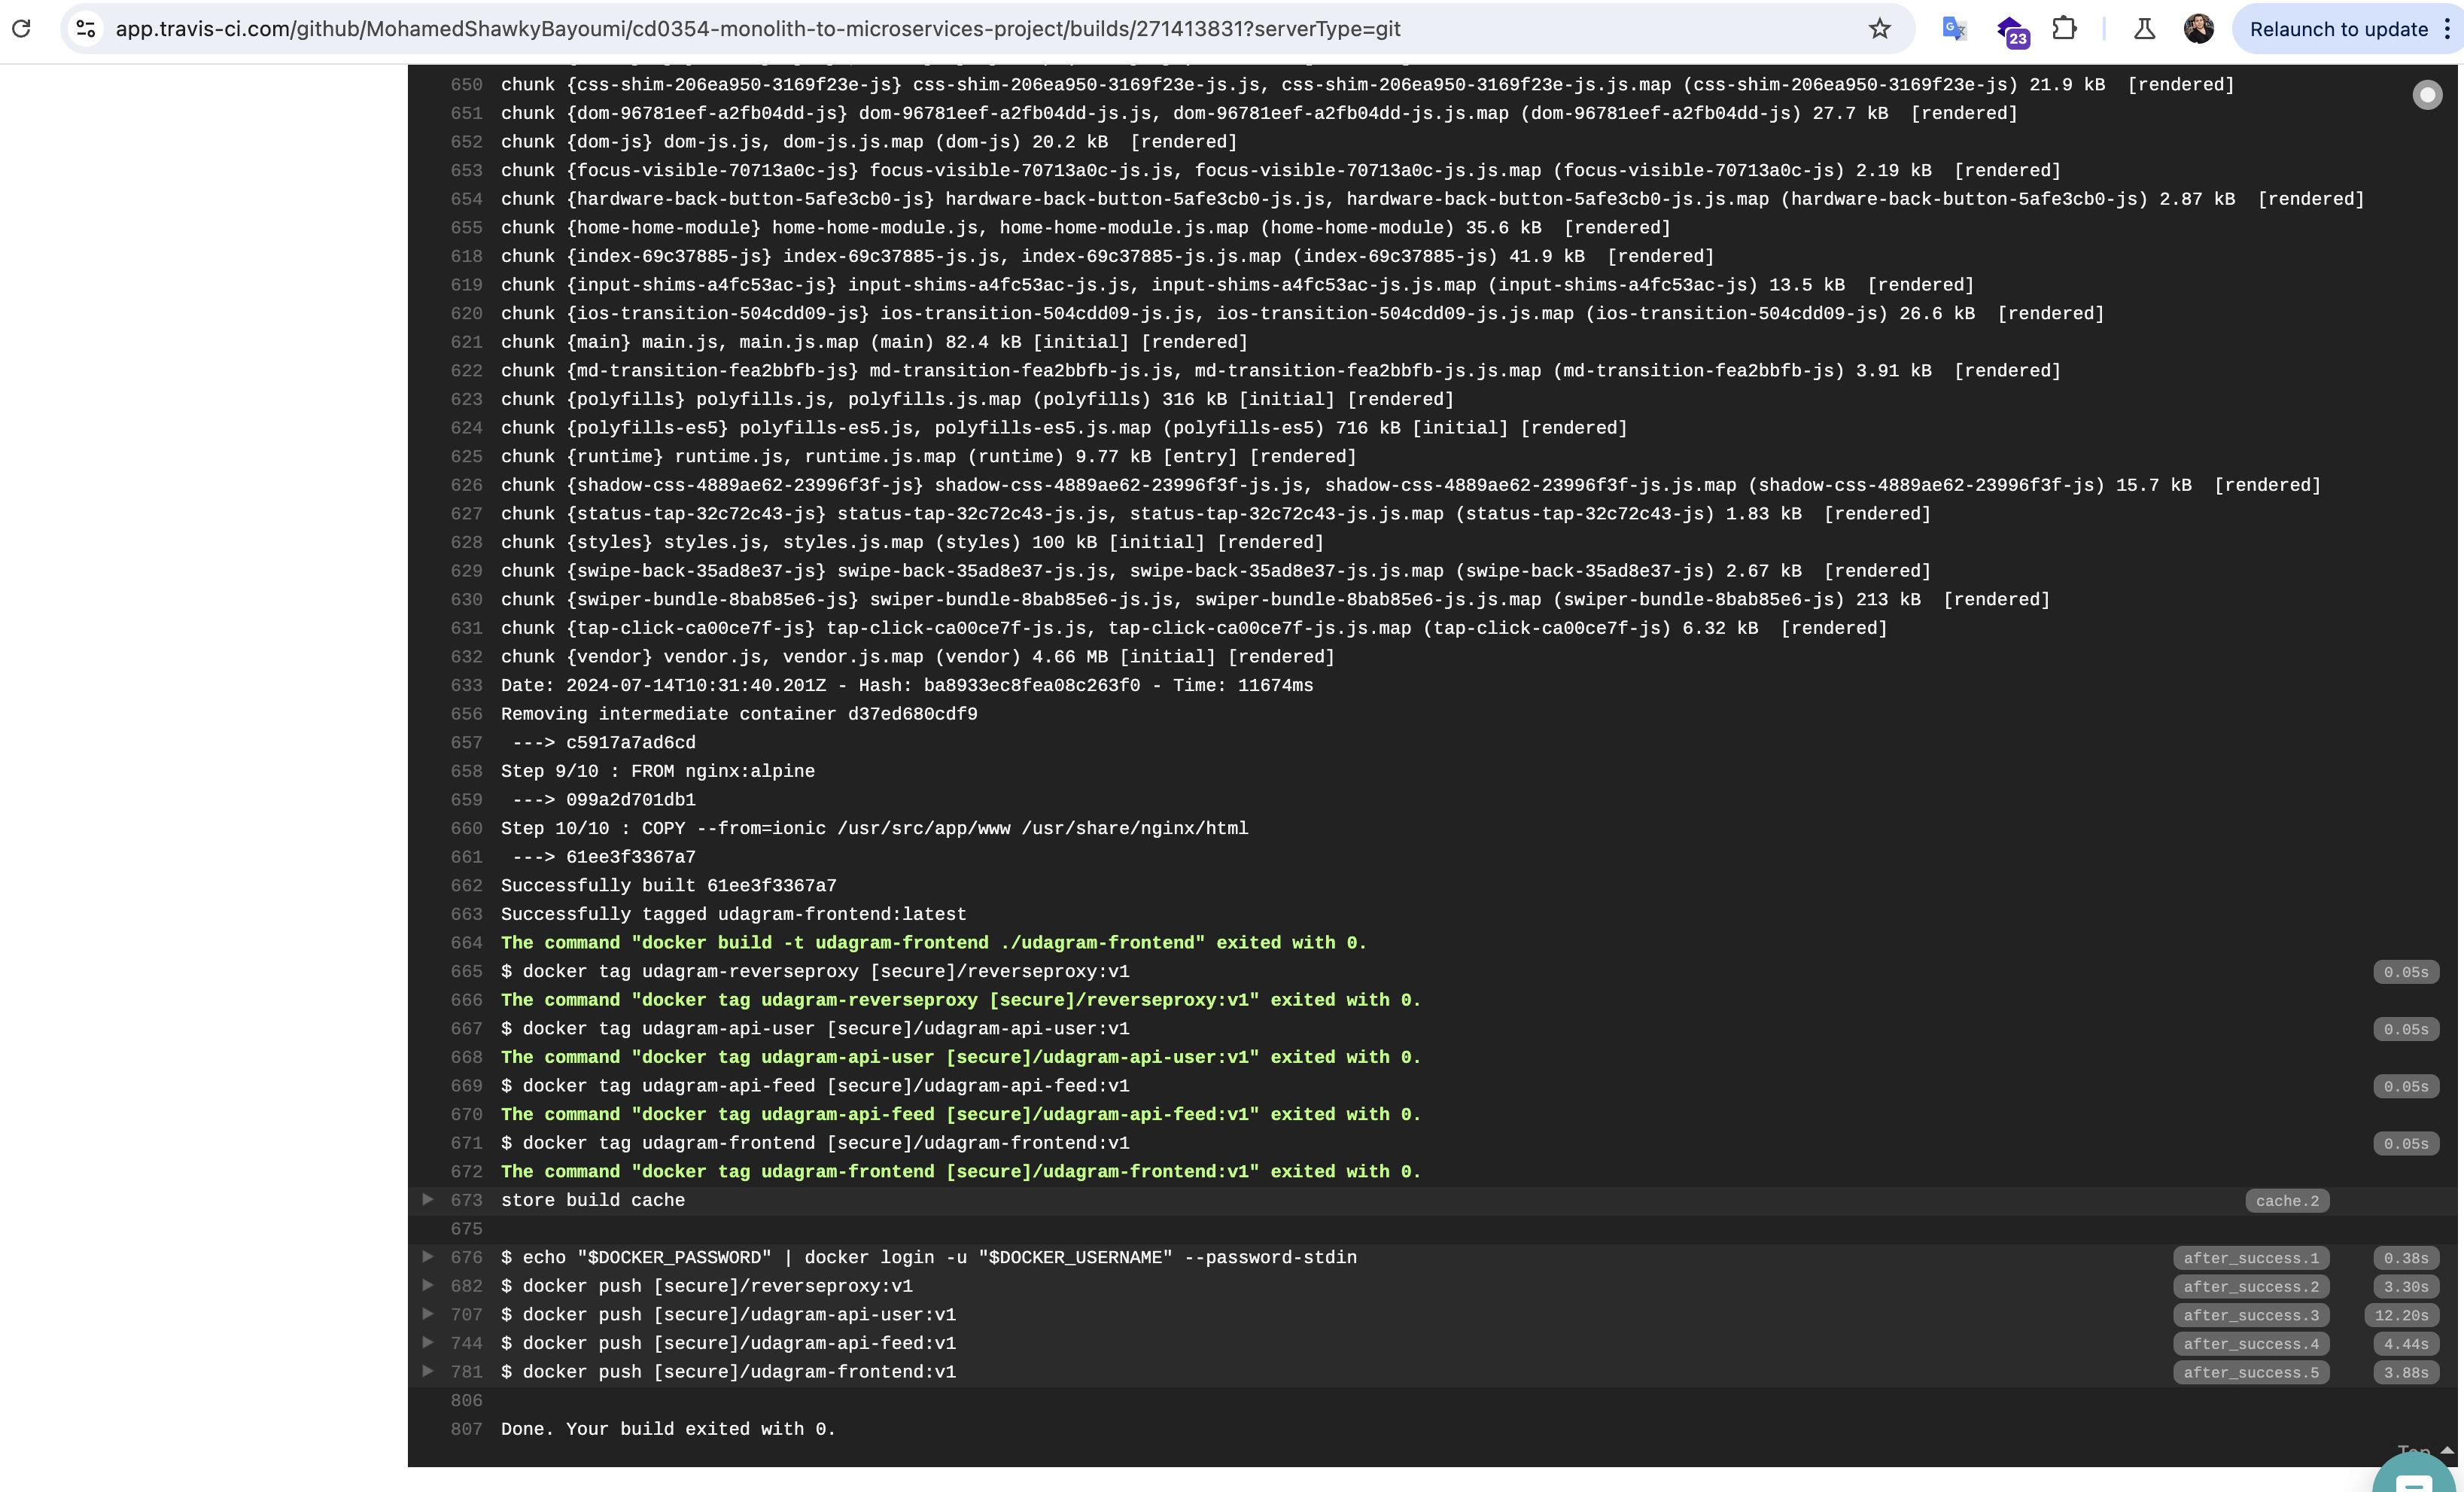 app.travis-ci.com/github/MohamedShawkyBayoumi/cd0354-monolith-to-microservices-project/builds/271413831?serverType=git
23
Relaunch to update
650 chunk {css-shim-206ea950-3169f23e-js} css-shim-206ea950-3169f23e-js.js, css-shim-206ea950-3169f23e-js.js.map (css-shim-206ea950-3169f23e-js) 21.9 kB  [rendered]
651 chunk {dom-96781eef-a2fb04dd-js} dom-96781eef-a2fb04dd-js.js, dom-96781eef-a2fb04dd-js.js.map (dom-96781eef-a2fb04dd-js) 27.7 kB  [rendered]
652 chunk {dom-js} dom-js.js, dom-js.js.map (dom-js) 20.2 kB  [rendered]
653 chunk {focus-visible-70713a0c-js} focus-visible-70713a0c-js.js, focus-visible-70713a0c-js.js.map (focus-visible-70713a0c-js) 2.19 kB  [rendered]
654 chunk {hardware-back-button-5afe3cb0-js} hardware-back-button-5afe3cb0-js.js, hardware-back-button-5afe3cb0-js.js.map (hardware-back-button-5afe3cb0-js) 2.87 kB  [rendered]
655 chunk {home-home-module} home-home-module.js, home-home-module.js.map (home-home-module) 35.6 kB  [rendered]
618 chunk {index-69c37885-js} index-69c37885-js.js, index-69c37885-js.js.map (index-69c37885-js) 41.9 kB  [rendered]
619 chunk {input-shims-a4fc53ac-js} input-shims-a4fc53ac-js.js, input-shims-a4fc53ac-js.js.map (input-shims-a4fc53ac-js) 13.5 kB  [rendered]
620 chunk {ios-transition-504cdd09-js} ios-transition-504cdd09-js.js, ios-transition-504cdd09-js.js.map (ios-transition-504cdd09-js) 26.6 kB  [rendered]
621 chunk {main} main.js, main.js.map (main) 82.4 kB [initial] [rendered]
622 chunk {md-transition-fea2bbfb-js} md-transition-fea2bbfb-js.js, md-transition-fea2bbfb-js.js.map (md-transition-fea2bbfb-js) 3.91 kB  [rendered]
623 chunk {polyfills} polyfills.js, polyfills.js.map (polyfills) 316 kB [initial] [rendered]
624 chunk {polyfills-es5} polyfills-es5.js, polyfills-es5.js.map (polyfills-es5) 716 kB [initial] [rendered]
625 chunk {runtime} runtime.js, runtime.js.map (runtime) 9.77 kB [entry] [rendered]
626 chunk {shadow-css-4889ae62-23996f3f-js} shadow-css-4889ae62-23996f3f-js.js, shadow-css-4889ae62-23996f3f-js.js.map (shadow-css-4889ae62-23996f3f-js) 15.7 kB  [rendered]
627 chunk {status-tap-32c72c43-js} status-tap-32c72c43-js.js, status-tap-32c72c43-js.js.map (status-tap-32c72c43-js) 1.83 kB  [rendered]
628 chunk {styles} styles.js, styles.js.map (styles) 100 kB [initial] [rendered]
629 chunk {swipe-back-35ad8e37-js} swipe-back-35ad8e37-js.js, swipe-back-35ad8e37-js.js.map (swipe-back-35ad8e37-js) 2.67 kB  [rendered]
630 chunk {swiper-bundle-8bab85e6-js} swiper-bundle-8bab85e6-js.js, swiper-bundle-8bab85e6-js.js.map (swiper-bundle-8bab85e6-js) 213 kB  [rendered]
631 chunk {tap-click-ca00ce7f-js} tap-click-ca00ce7f-js.js, tap-click-ca00ce7f-js.js.map (tap-click-ca00ce7f-js) 6.32 kB  [rendered]
632 chunk {vendor} vendor.js, vendor.js.map (vendor) 4.66 MB [initial] [rendered]
633 Date: 2024-07-14T10:31:40.201Z - Hash: ba8933ec8fea08c263f0 - Time: 11674ms
656 Removing intermediate container d37ed680cdf9
657  ---> c5917a7ad6cd
658 Step 9/10 : FROM nginx:alpine
659  ---> 099a2d701db1
660 Step 10/10 : COPY --from=ionic /usr/src/app/www /usr/share/nginx/html
661  ---> 61ee3f3367a7
662 Successfully built 61ee3f3367a7
663 Successfully tagged udagram-frontend:latest
664 The command "docker build -t udagram-frontend ./udagram-frontend" exited with 0.
665 $ docker tag udagram-reverseproxy [secure]/reverseproxy:v1 0.05s
666 The command "docker tag udagram-reverseproxy [secure]/reverseproxy:v1" exited with 0.
667 $ docker tag udagram-api-user [secure]/udagram-api-user:v1 0.05s
668 The command "docker tag udagram-api-user [secure]/udagram-api-user:v1" exited with 0.
669 $ docker tag udagram-api-feed [secure]/udagram-api-feed:v1 0.05s
670 The command "docker tag udagram-api-feed [secure]/udagram-api-feed:v1" exited with 0.
671 $ docker tag udagram-frontend [secure]/udagram-frontend:v1 0.05s
672 The command "docker tag udagram-frontend [secure]/udagram-frontend:v1" exited with 0.
673 store build cache cache.2
675
676 $ echo "$DOCKER_PASSWORD" | docker login -u "$DOCKER_USERNAME" --password-stdin after_success.1 0.38s
682 $ docker push [secure]/reverseproxy:v1 after_success.2 3.30s
707 $ docker push [secure]/udagram-api-user:v1 after_success.3 12.20s
744 $ docker push [secure]/udagram-api-feed:v1 after_success.4 4.44s
781 $ docker push [secure]/udagram-frontend:v1 after_success.5 3.88s
806
807 Done. Your build exited with 0.
Top